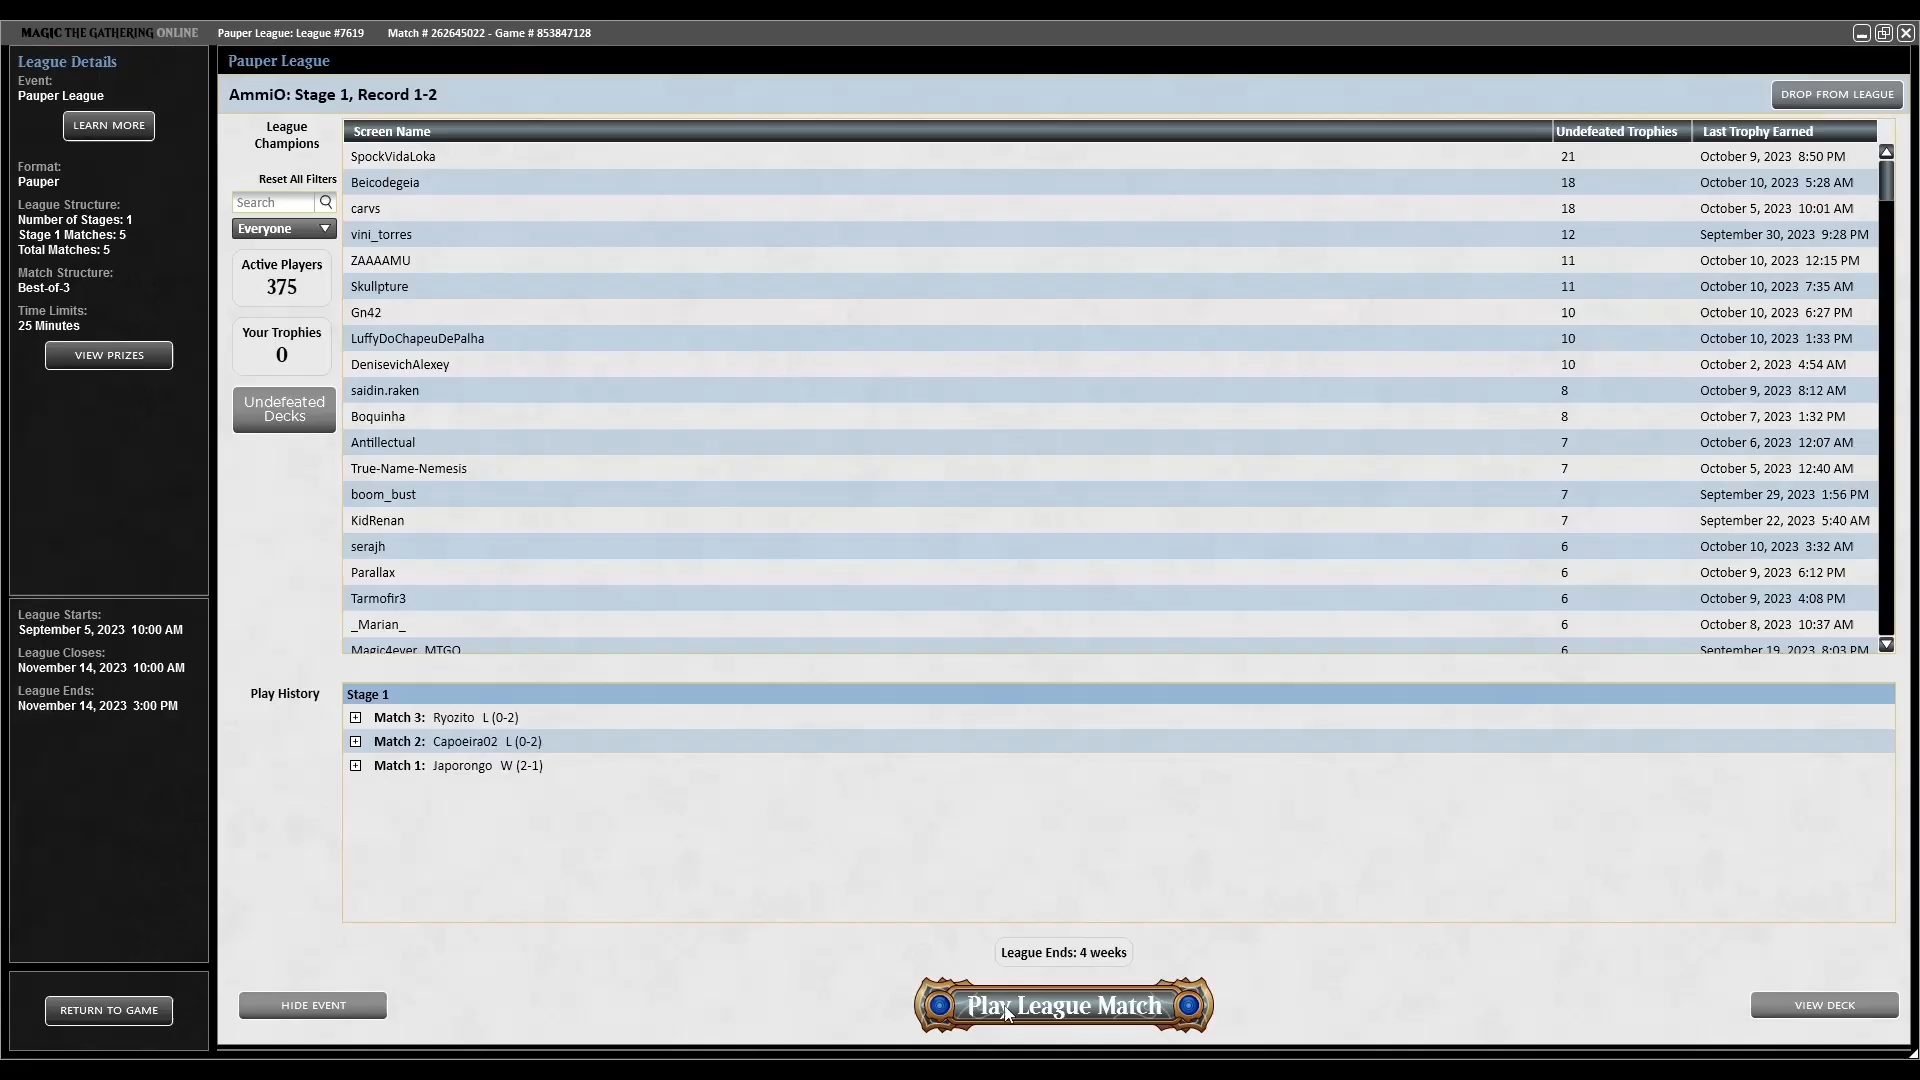 MAGIC THE GATHERING ONLINE
Pauper League: League #7619
Match # 262645022 - Game # 853847128
League Details
Event:
Pauper League
LEARN MORE
Format:
Pauper
League Structure:
Number of Stages: 1
Stage 1 Matches: 5
Total Matches: 5
Match Structure:
Best-of-3
Time Limits:
25 Minutes
VIEW PRIZES
League Starts:
September 5, 2023 10:00 AM
League Closes:
November 14, 2023 10:00 AM
League Ends:
November 14, 2023 3:00 PM
RETURN TO GAME
Pauper League
AmmiO: Stage 1, Record 1-2
DROP FROM LEAGUE
League
Champions
Reset All Filters
Search
Everyone
Active Players
375
Your Trophies
0
Undefeated
Decks
Screen Name Undefeated Trophies Last Trophy Earned
SpockVidaLoka 21 October 9, 2023 8:50 PM
Beicodegeia 18 October 10, 2023 5:28 AM
carvs 18 October 5, 2023 10:01 AM
vini_torres 12 September 30, 2023 9:28 PM
ZAAAAMU 11 October 10, 2023 12:15 PM
Skullpture 11 October 10, 2023 7:35 AM
Gn42 10 October 10, 2023 6:27 PM
LuffyDoChapeuDePalha 10 October 10, 2023 1:33 PM
DenisevichAlexey 10 October 2, 2023 4:54 AM
saidin.raken 8 October 9, 2023 8:12 AM
Boquinha 8 October 7, 2023 1:32 PM
Antillectual 7 October 6, 2023 12:07 AM
True-Name-Nemesis 7 October 5, 2023 12:40 AM
boom_bust 7 September 29, 2023 1:56 PM
KidRenan 7 September 22, 2023 5:40 AM
serajh 6 October 10, 2023 3:32 AM
Parallax 6 October 9, 2023 6:12 PM
Tarmofir3 6 October 9, 2023 4:08 PM
_Marian_ 6 October 8, 2023 10:37 AM
Magic4ever_MTGO 6 September 19, 2023 8:03 PM
Play History
Stage 1
Match 3: Ryozito L (0-2)
Match 2: Capoeira02 L (0-2)
Match 1: Japorongo W (2-1)
League Ends: 4 weeks
HIDE EVENT
Play League Match
VIEW DECK